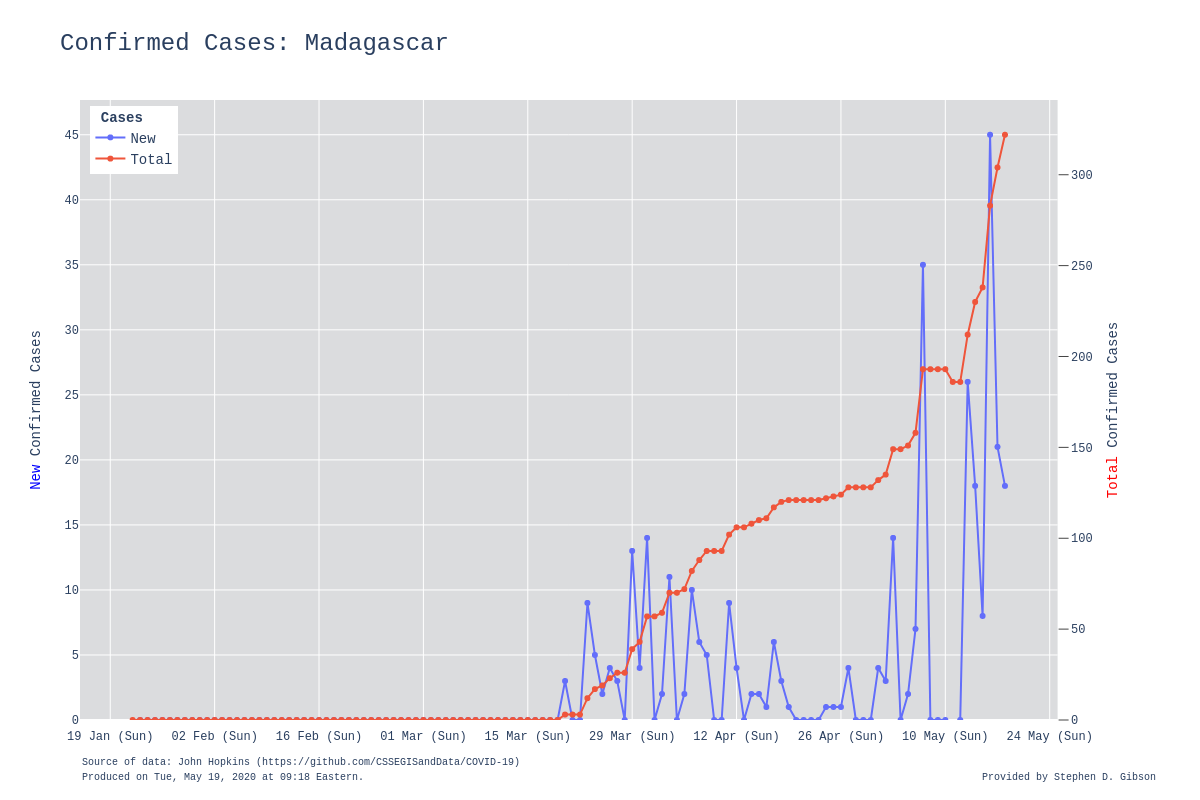 Confirmed Cases: Madagascar
Cases
New
Total
45
40
35
30
25
20
15
10
5
0
300
250
200
150
100
50
0
New Confirmed Cases
Total Confirmed Cases
19 Jan (Sun) 02 Feb (Sun) 16 Feb (Sun) 01 Mar (Sun) 15 Mar (Sun) 29 Mar (Sun) 12 Apr (Sun) 26 Apr (Sun) 10 May (Sun) 24 May (Sun)
Source of data: John Hopkins (https://github.com/CSSEGISandData/COVID-19)
Produced on Tue, May 19, 2020 at 09:18 Eastern.
Provided by Stephen D. Gibson